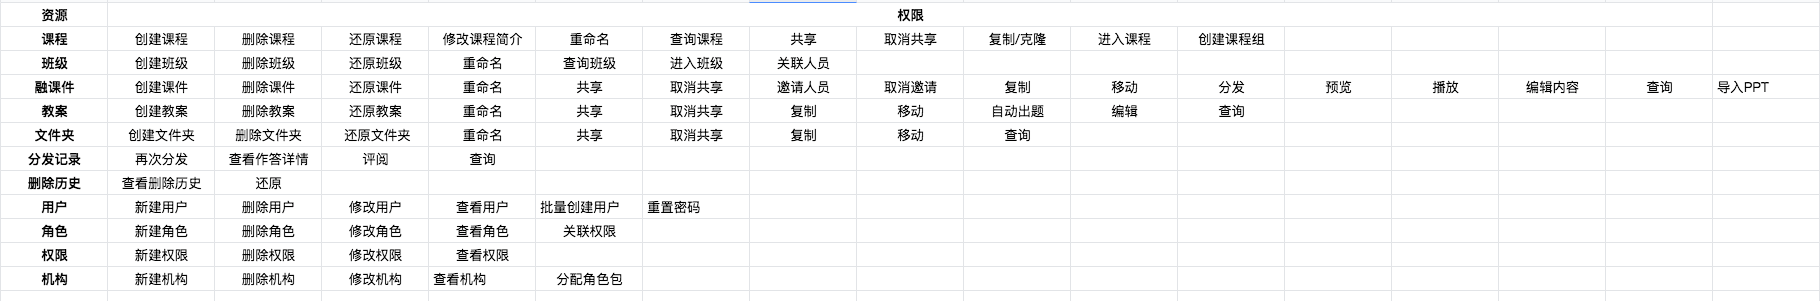 资源 权限
课程 创建课程 删除课程 还原课程 修改课程简介 重命名 查询课程 共享 取消共享 复制/克隆 进入课程 创建课程组
班级 创建班级 删除班级 还原班级 重命名 查询班级 进入班级 关联人员
融课件 创建课件 删除课件 还原课件 重命名 共享 取消共享 邀请人员 取消邀请 复制 移动 分发 预览 播放 编辑内容 查询 导入PPT
教案 创建教案 删除教案 还原教案 重命名 共享 取消共享 复制 移动 自动出题 编辑 查询
文件夹 创建文件夹 删除文件夹 还原文件夹 重命名 共享 取消共享 复制 移动 查询
分发记录 再次分发 查看作答详情 评阅 查询
删除历史 查看删除历史 还原
用户 新建用户 删除用户 修改用户 查看用户 批量创建用户 重置密码
角色 新建角色 删除角色 修改角色 查看角色 关联权限
权限 新建权限 删除权限 修改权限 查看权限
机构 新建机构 删除机构 修改机构 查看机构 分配角色包